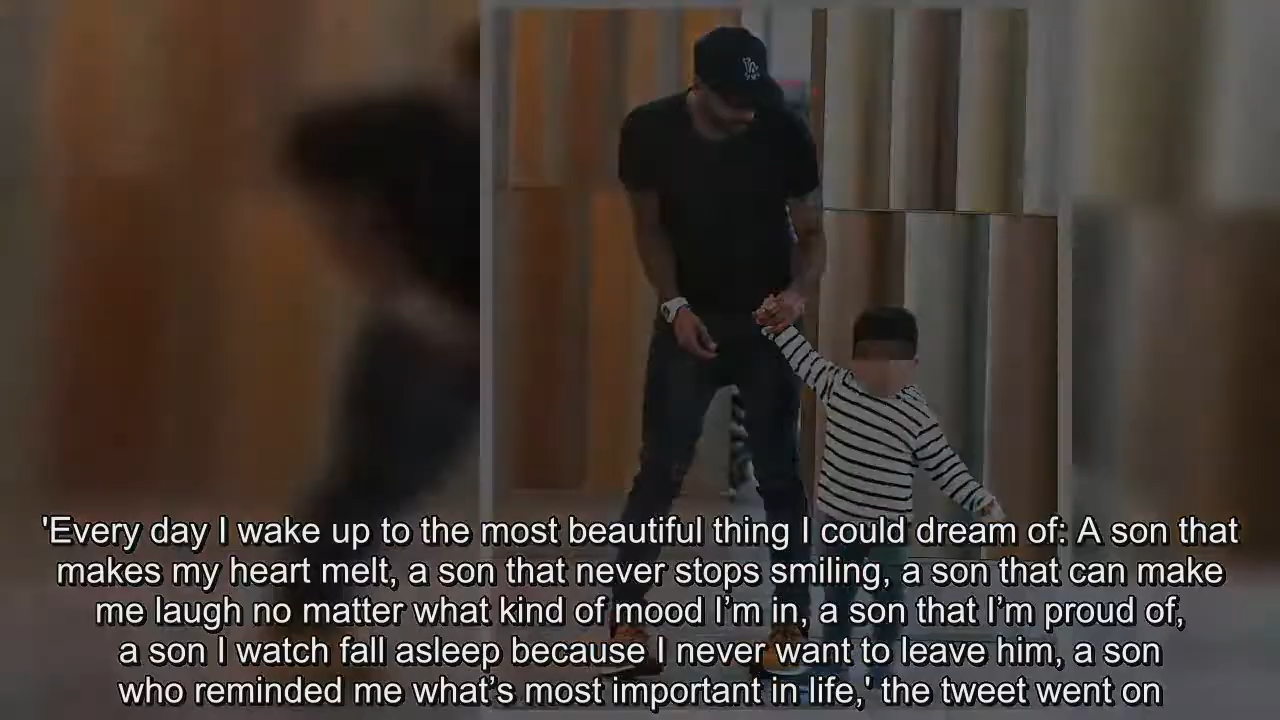 'Every day I wake up to the most beautiful thing I could dream of: A son that
makes my heart melt, a son that never stops smiling, a son that can make
me laugh no matter what kind of mood I’m in, a son that I’m proud of,
a son I watch fall asleep because I never want to leave him, a son
who reminded me what’s most important in life,' the tweet went on